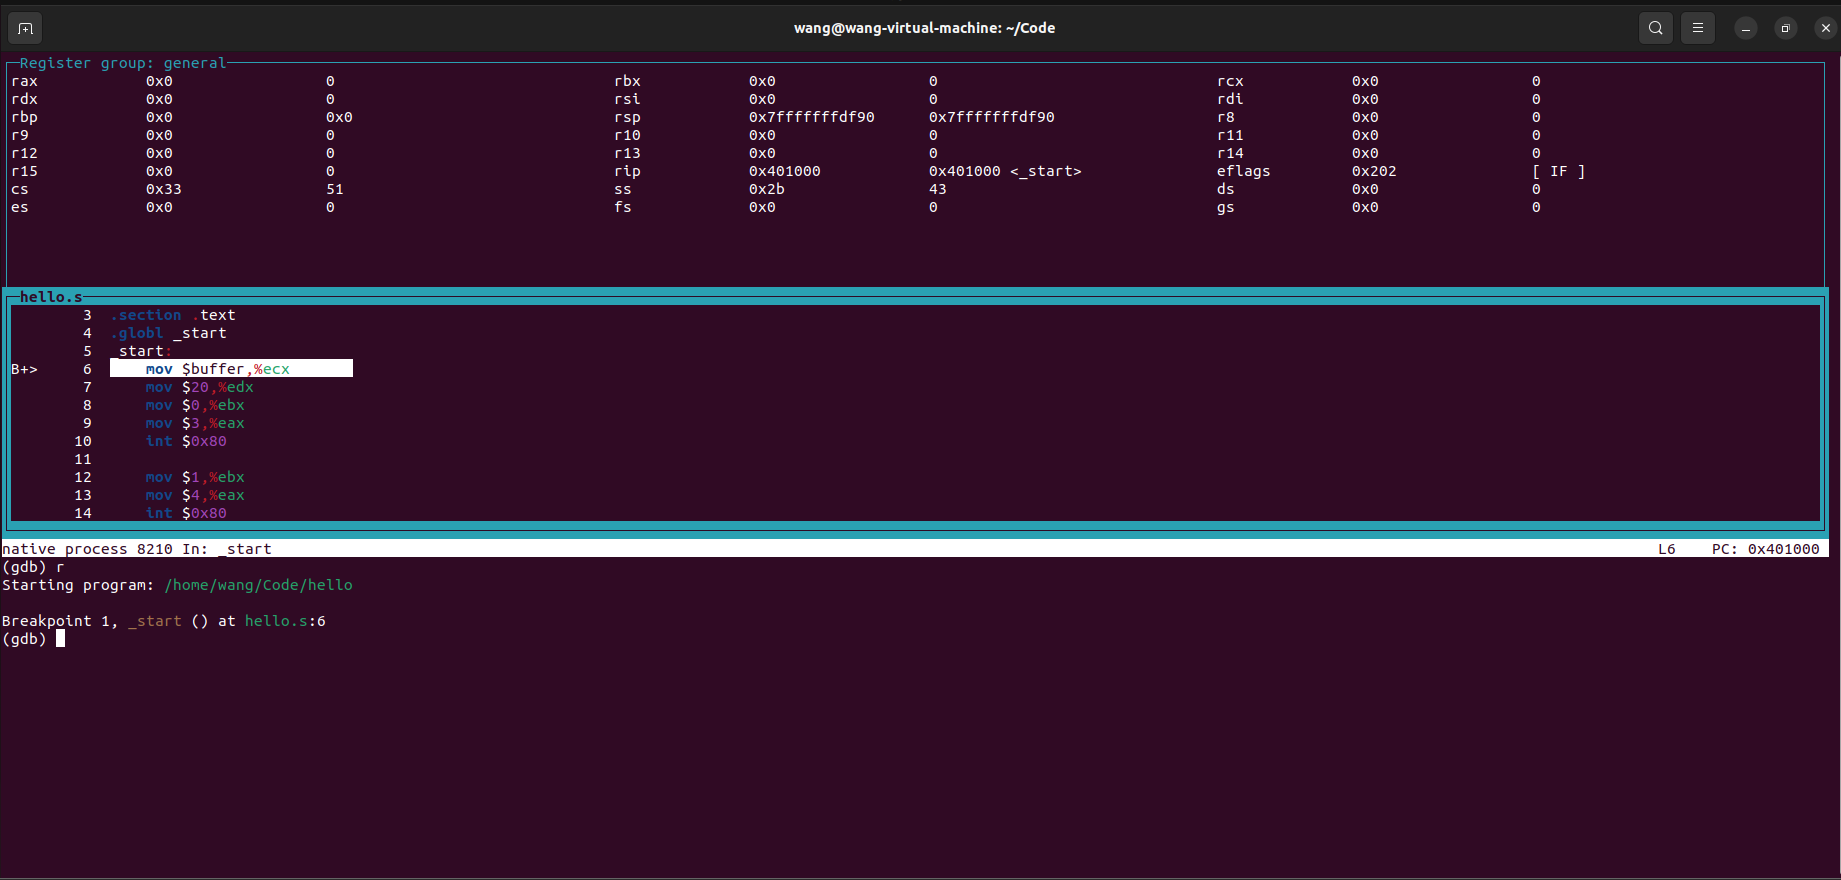 wang@wang-virtual-machine: ~/Code
Register group: general
rax 0x0 0 rbx 0x0 0 rcx 0x0 0
rdx 0x0 0 rsi 0x0 0 rdi 0x0 0
rbp 0x0 0x0 rsp 0x7fffffffdf90 0x7fffffffdf90 r8 0x0 0
r9 0x0 0 r10 0x0 0 r11 0x0 0
r12 0x0 0 r13 0x0 0 r14 0x0 0
r15 0x0 0 rip 0x401000 0x401000 <_start> eflags 0x202 [ IF ]
cs 0x33 51 ss 0x2b 43 ds 0x0 0
es 0x0 0 fs 0x0 0 gs 0x0 0
hello.s
3 .section .text
4 .globl _start
5 _start:
B+> 6 mov $buffer,%ecx
7 mov $20,%edx
8 mov $0,%ebx
9 mov $3,%eax
10 int $0x80
11
12 mov $1,%ebx
13 mov $4,%eax
14 int $0x80
native process 8210 In: _start L6 PC: 0x401000
(gdb) r
Starting program: /home/wang/Code/hello
Breakpoint 1, _start () at hello.s:6
(gdb)